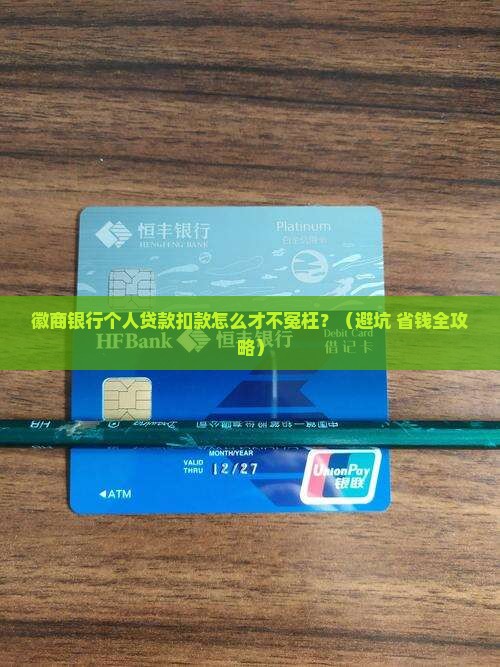 恒丰银行
HENGFENG BANK
Platinum
白金信用卡
徽商银行个人贷款扣款怎么才不冤枉？（避坑 省钱全攻
略）
HFBank 恒丰银行
Debit Card
借记卡
MONTH/YEAR
VALID
THRU
12/27
UnionPay
银联
◀ATM